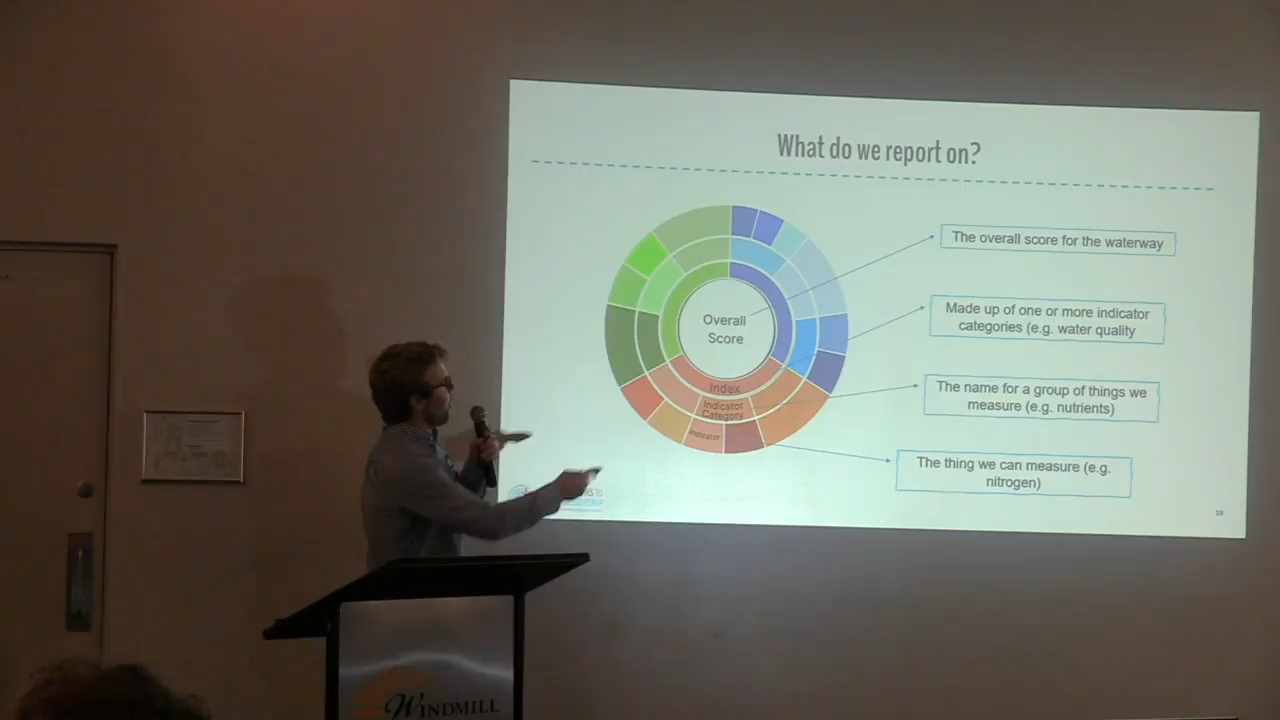 What do we report on?
The overall score for the waterway
Overall
Score
Made up of one or more indicator
categories (e.g. water quality
The name for a group of things we
measure (e.g. nutrients)
Index
Indicator
Category
Indicator
The thing we can measure (e.g.
nitrogen)
TO
10
WINDMILL